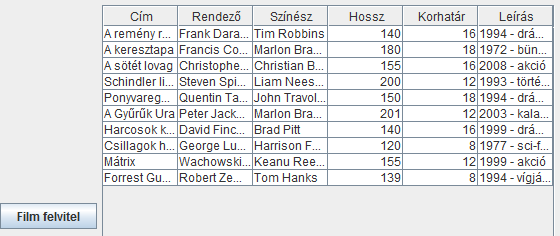 Cím Rendező Színész Hossz Korhatár Leírás
A remény r... Frank Dara... Tim Robbins 140 16 1994 - drá...
A keresztapa Francis Co... Marlon Bra... 180 18 1972 - bün...
A sötét lovag Christophe... Christian B... 155 16 2008 - akció
Schindler li... Steven Spi... Liam Nees... 200 12 1993 - törté...
Ponyvareg... Quentin Ta... John Travol... 150 18 1994 - drá...
A Gyűrűk Ura Peter Jack... Marlon Bra... 201 12 2003 - kala...
Harcosok k... David Finc... Brad Pitt 140 16 1999 - drá...
Csillagok h... George Lu... Harrison F... 120 8 1977 - sci-f...
Mátrix Wachowski... Keanu Ree... 155 12 1999 - akció
Forrest Gu... Robert Ze... Tom Hanks 139 8 1994 - vígjá...
Film felvitel